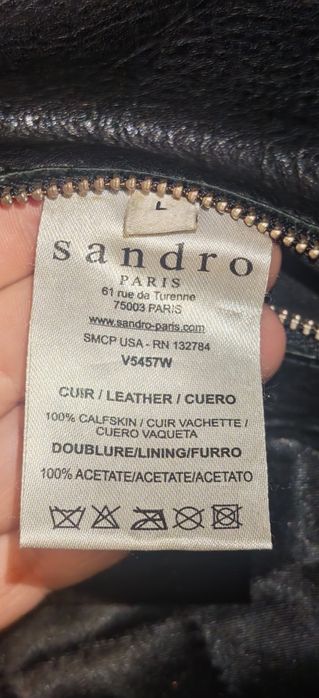 L
sandro
PARIS
61 rue de Turenne
75003 PARIS
www.sandro-paris.com
SMCP USA - RN 132784
V5457W
CUIR / LEATHER / CUERO
100% CALFSKIN / CUIR VACHETTE /
CUERO VAQUETA
DOUBLURE/LINING/FURRO
100% ACETATE/ACETATE/ACETATO